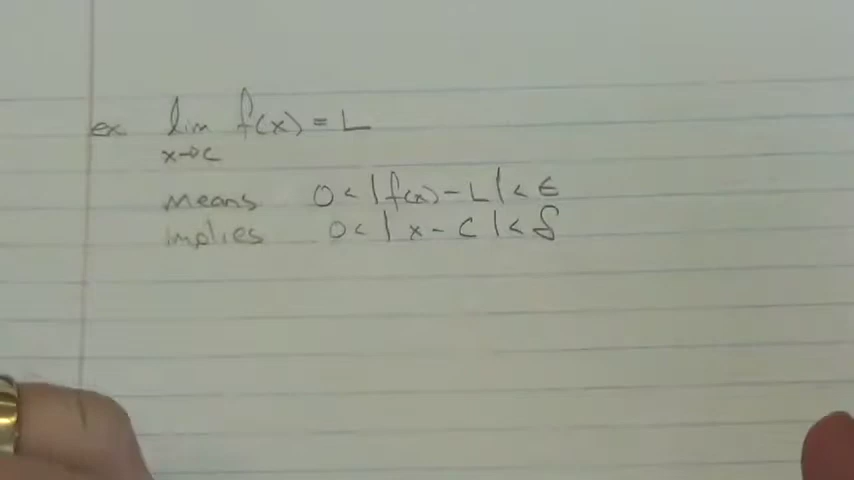 ex lim f(x) = L
x→c
means 0 < |f(x) - L| < ε
implies 0 < | x - c | < δ